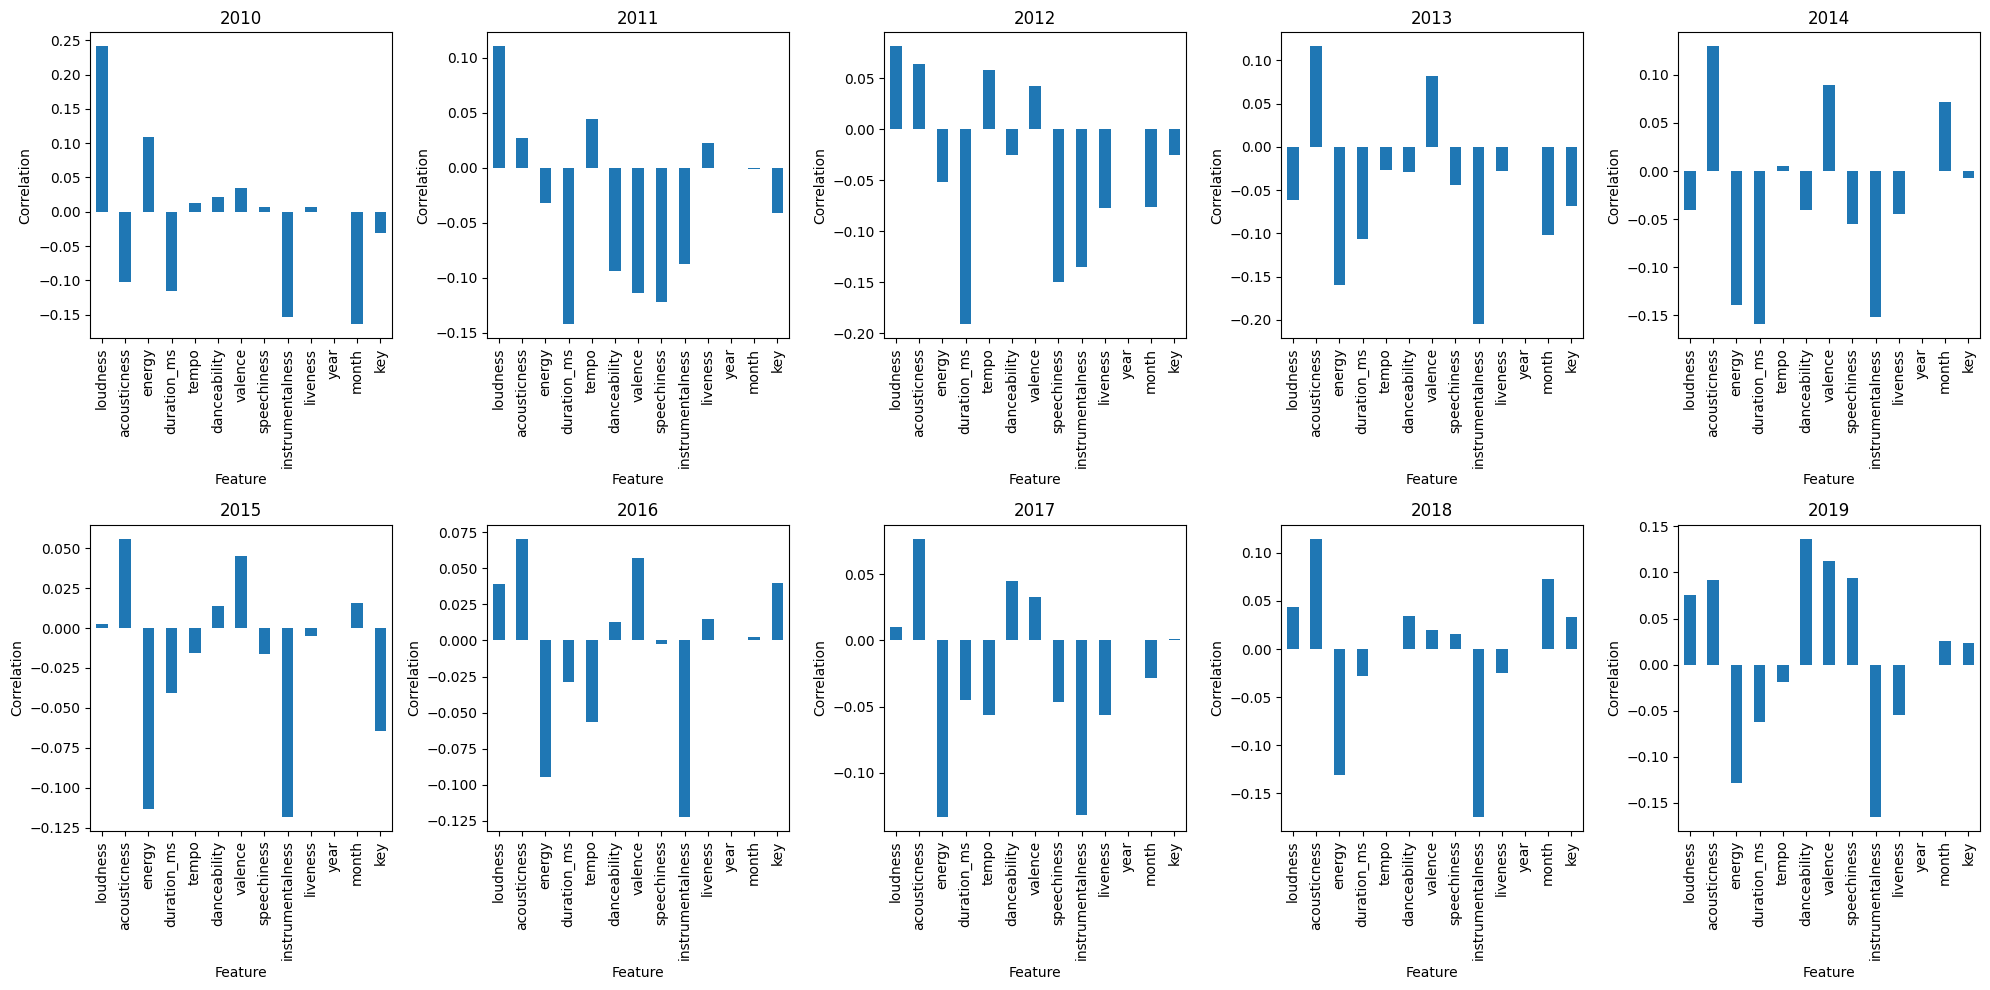 2010
0.25
0.20
0.15
0.10
0.05
0.00
−0.05
−0.10
−0.15
Correlation
loudness
acousticness
energy
duration_ms
tempo
danceability
valence
speechiness
instrumentalness
liveness
year
month
key
Feature
2011
0.10
0.05
0.00
−0.05
−0.10
−0.15
Correlation
loudness
acousticness
energy
duration_ms
tempo
danceability
valence
speechiness
instrumentalness
liveness
year
month
key
Feature
2012
0.05
0.00
−0.05
−0.10
−0.15
−0.20
Correlation
loudness
acousticness
energy
duration_ms
tempo
danceability
valence
speechiness
instrumentalness
liveness
year
month
key
Feature
2013
0.10
0.05
0.00
−0.05
−0.10
−0.15
−0.20
Correlation
loudness
acousticness
energy
duration_ms
tempo
danceability
valence
speechiness
instrumentalness
liveness
year
month
key
Feature
2014
0.10
0.05
0.00
−0.05
−0.10
−0.15
Correlation
loudness
acousticness
energy
duration_ms
tempo
danceability
valence
speechiness
instrumentalness
liveness
year
month
key
Feature
2015
0.050
0.025
0.000
−0.025
−0.050
−0.075
−0.100
−0.125
Correlation
loudness
acousticness
energy
duration_ms
tempo
danceability
valence
speechiness
instrumentalness
liveness
year
month
key
Feature
2016
0.075
0.050
0.025
0.000
−0.025
−0.050
−0.075
−0.100
−0.125
Correlation
loudness
acousticness
energy
duration_ms
tempo
danceability
valence
speechiness
instrumentalness
liveness
year
month
key
Feature
2017
0.05
0.00
−0.05
−0.10
Correlation
loudness
acousticness
energy
duration_ms
tempo
danceability
valence
speechiness
instrumentalness
liveness
year
month
key
Feature
2018
0.10
0.05
0.00
−0.05
−0.10
−0.15
Correlation
loudness
acousticness
energy
duration_ms
tempo
danceability
valence
speechiness
instrumentalness
liveness
year
month
key
Feature
2019
0.15
0.10
0.05
0.00
−0.05
−0.10
−0.15
Correlation
loudness
acousticness
energy
duration_ms
tempo
danceability
valence
speechiness
instrumentalness
liveness
year
month
key
Feature